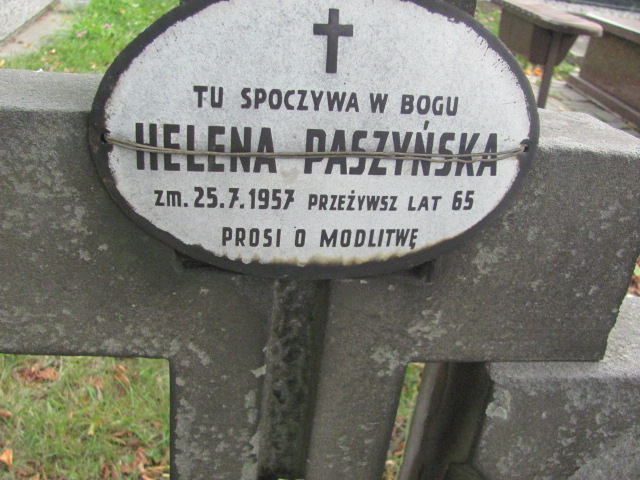 TU SPOCZYWA W BOGU
HELENA PASZYŃSKA
zm. 25.7.1957 PRZEŻYWSZ LAT 65
PROSI O MODLITWĘ